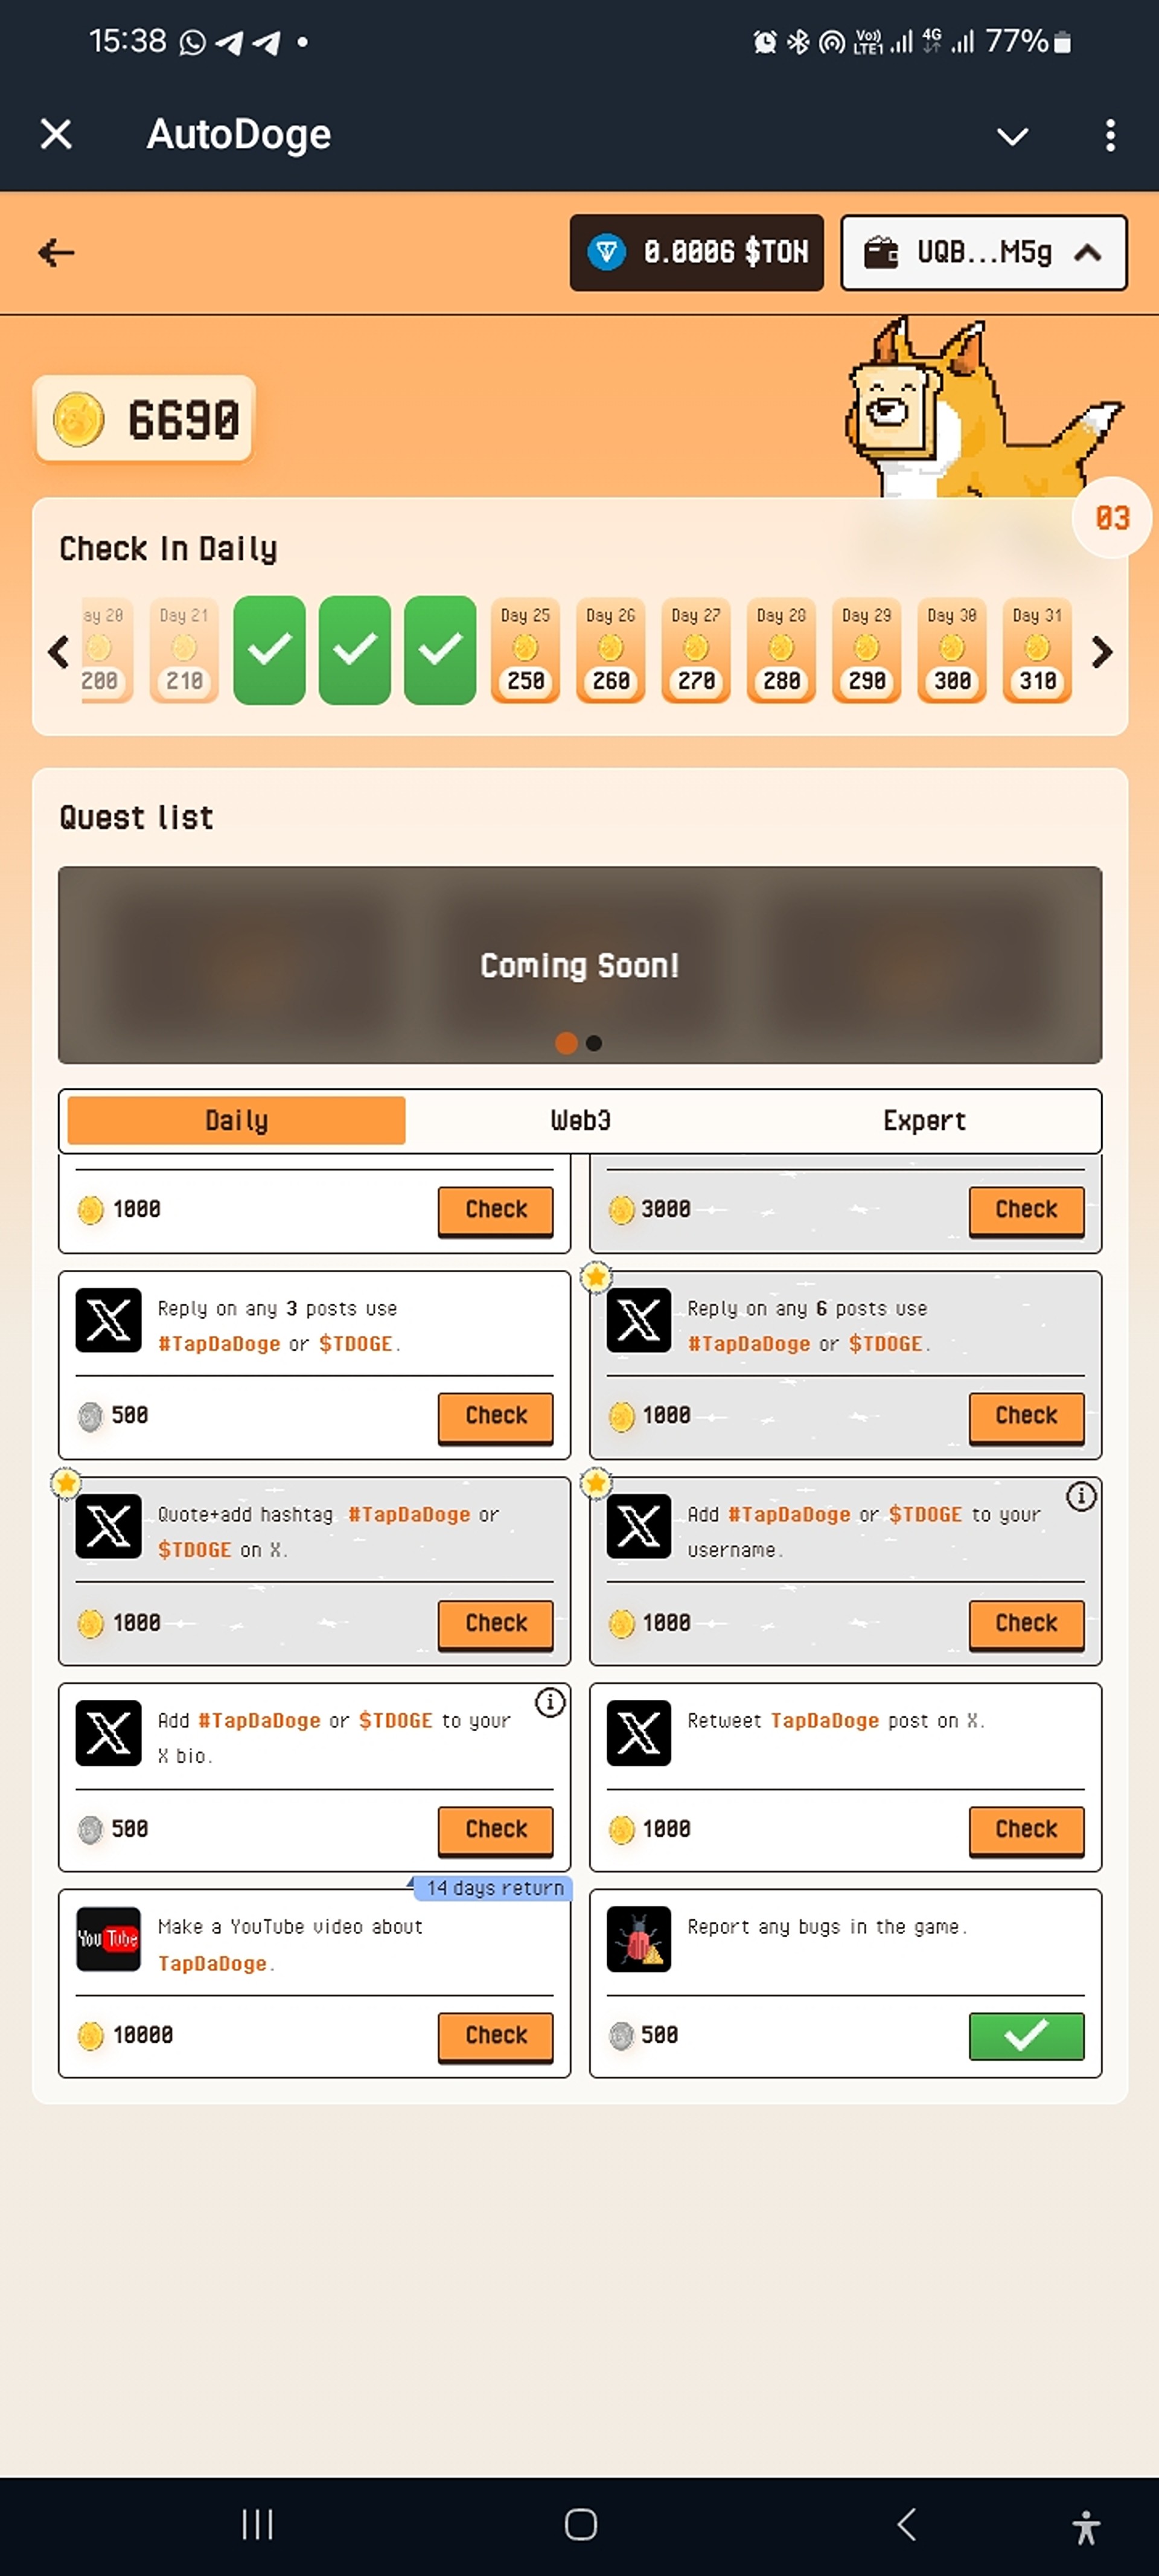 15:38
Vo))
LTE1
4G
77%
AutoDoge
0.0006 $TON
UQB...M5g
6690
03
Check In Daily
ay 20
Day 21
Day 25
Day 26
Day 27
Day 28
Day 29
Day 30
Day 31
200
210
250
260
270
280
290
300
310
Quest list
Coming Soon!
Daily
Web3
Expert
1000
Check
3000
Check
Reply on any 3 posts use
#TapDaDoge or $TDOGE.
500
Check
Reply on any 6 posts use
#TapDaDoge or $TDOGE.
1000
Check
Quote+add hashtag #TapDaDoge or
$TDOGE on X.
1000
Check
Add #TapDaDoge or $TDOGE to your
username.
1000
Check
Add #TapDaDoge or $TDOGE to your
X bio.
500
Check
Retweet TapDaDoge post on X.
1000
Check
14 days return
YouTube
Make a YouTube video about
TapDaDoge.
10000
Check
Report any bugs in the game.
500